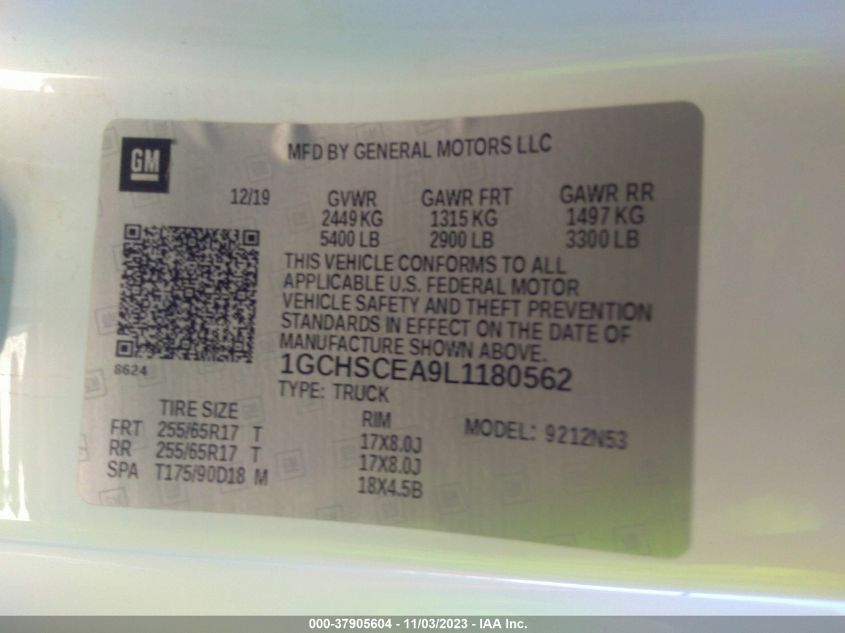 GM
MFD BY GENERAL MOTORS LLC
12/19
GVWR GAWR FRT GAWR RR
2449 KG 1315 KG 1497 KG
5400 LB 2900 LB 3300 LB
THIS VEHICLE CONFORMS TO ALL
APPLICABLE U.S. FEDERAL MOTOR
VEHICLE SAFETY AND THEFT PREVENTION
STANDARDS IN EFFECT ON THE DATE OF
MANUFACTURE SHOWN ABOVE.
8624
1GCHSCEA9L1180562
TYPE: TRUCK
TIRE SIZE RIM MODEL: 9212N53
FRT 255/65R17 T 17X8.0J
RR 255/65R17 T 17X8.0J
SPA T175/90D18 M 18X4.5B
000-37905604 - 11/03/2023 - IAA Inc.